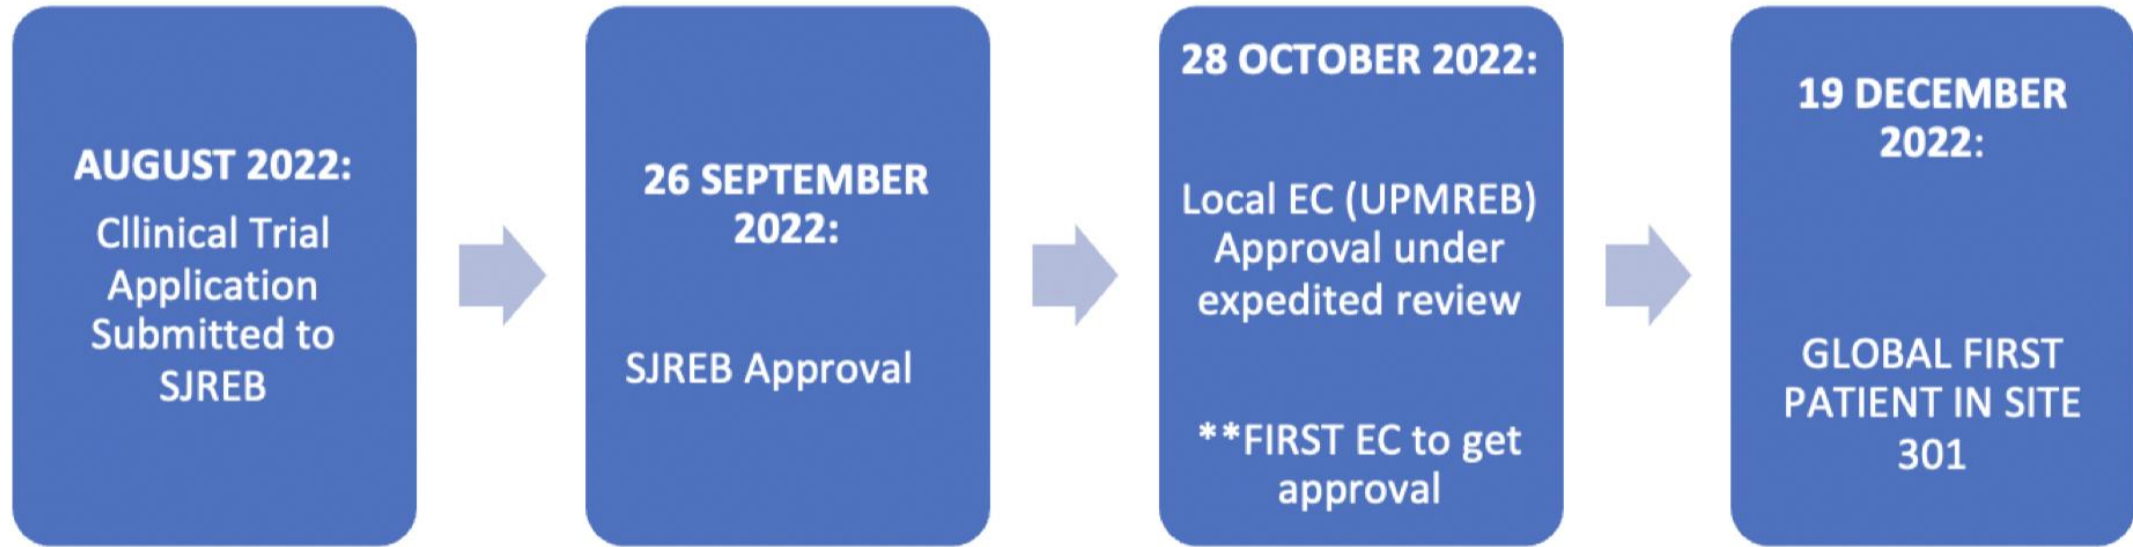 AUGUST 2022:
Cllinical Trial
Application
Submitted to
SJREB
26 SEPTEMBER
2022:
SJREB Approval
28 OCTOBER 2022:
Local EC (UPMREB)
Approval under
expedited review
**FIRST EC to get
approval
19 DECEMBER
2022:
GLOBAL FIRST
PATIENT IN SITE
301